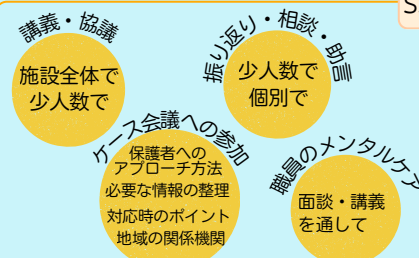 講義・協議
施設全体で
少人数で
振り返り・相談・助言
少人数で
個別で
ケース会議への参加
保護者への
アプローチ方法
必要な情報の整理
対応時のポイント
地域の関係機関
職員のメンタルケア
面談・講義
を通して